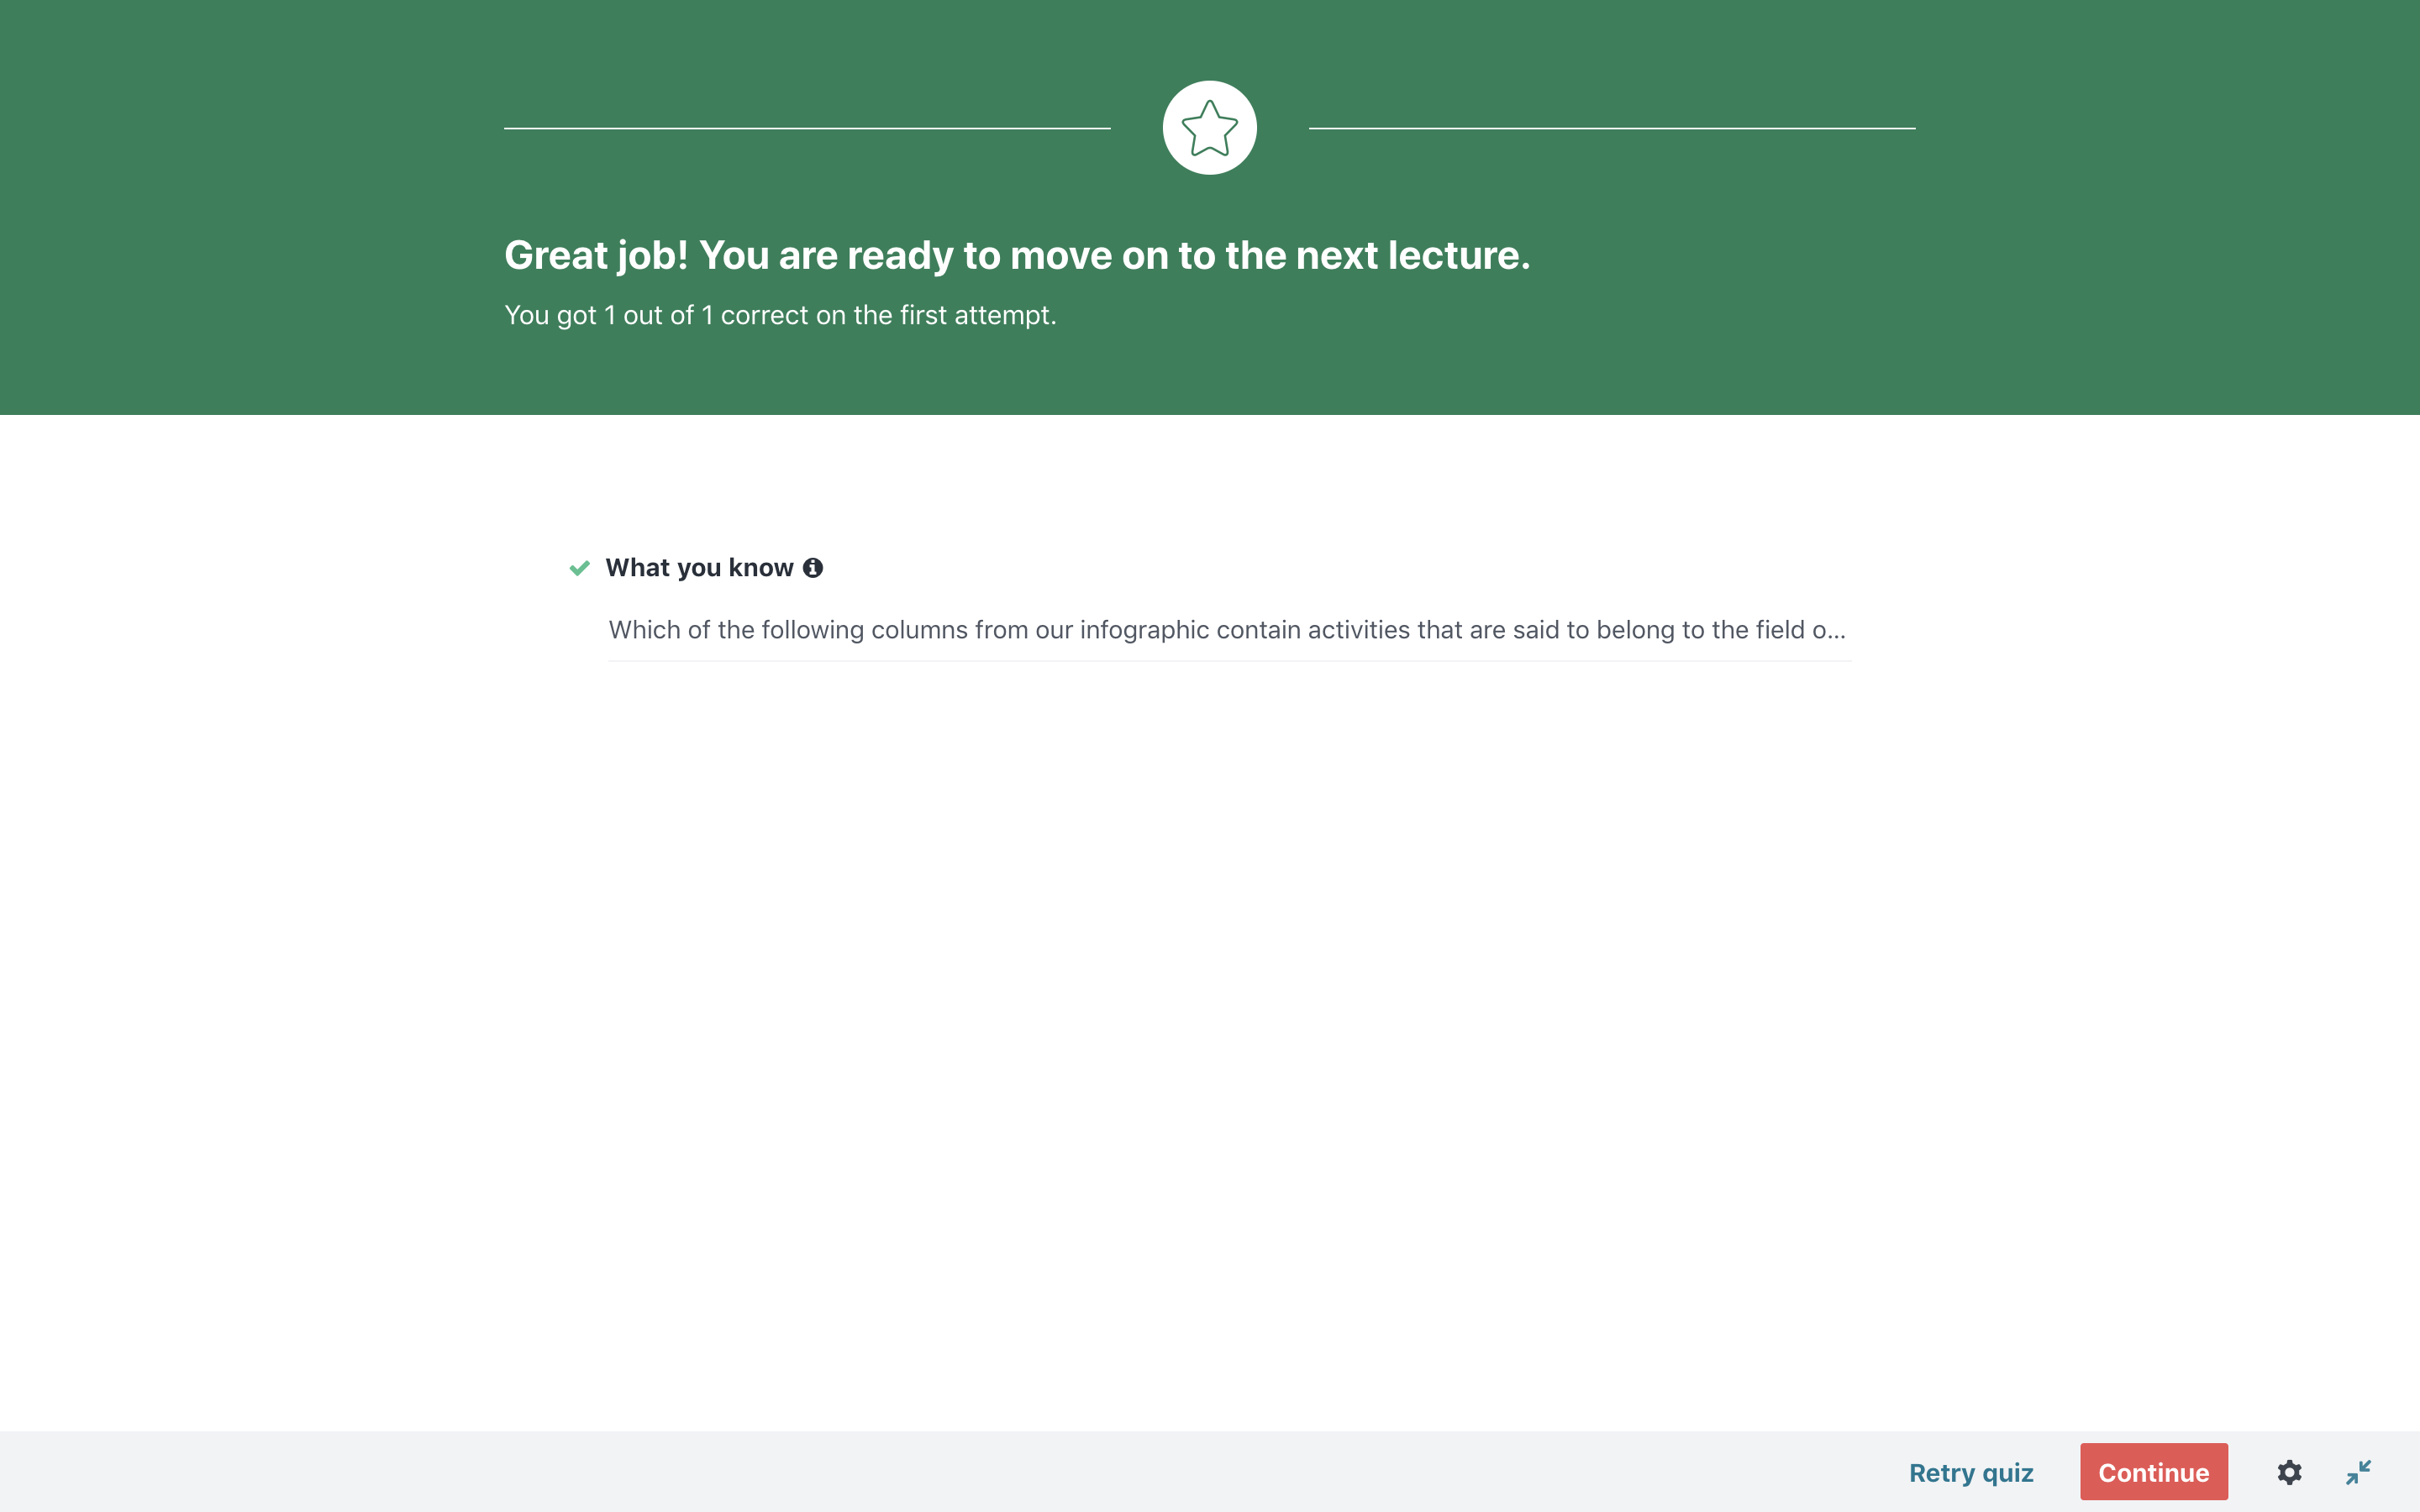 Great job! You are ready to move on to the next lecture.
You got 1 out of 1 correct on the first attempt.
What you know
Which of the following columns from our infographic contain activities that are said to belong to the field o...
Retry quiz
Continue